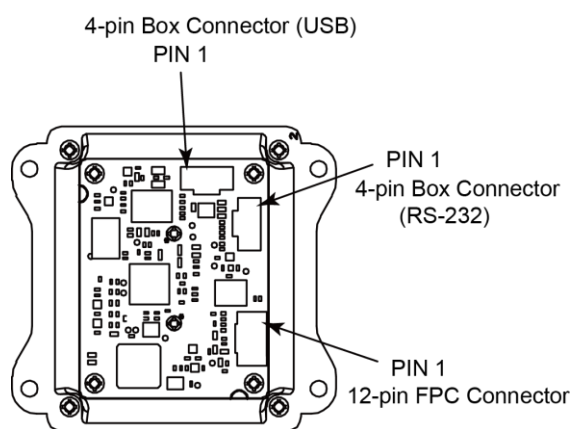 4-pin Box Connector (USB)
PIN 1
PIN 1
4-pin Box Connector
(RS-232)
PIN 1
12-pin FPC Connector
2